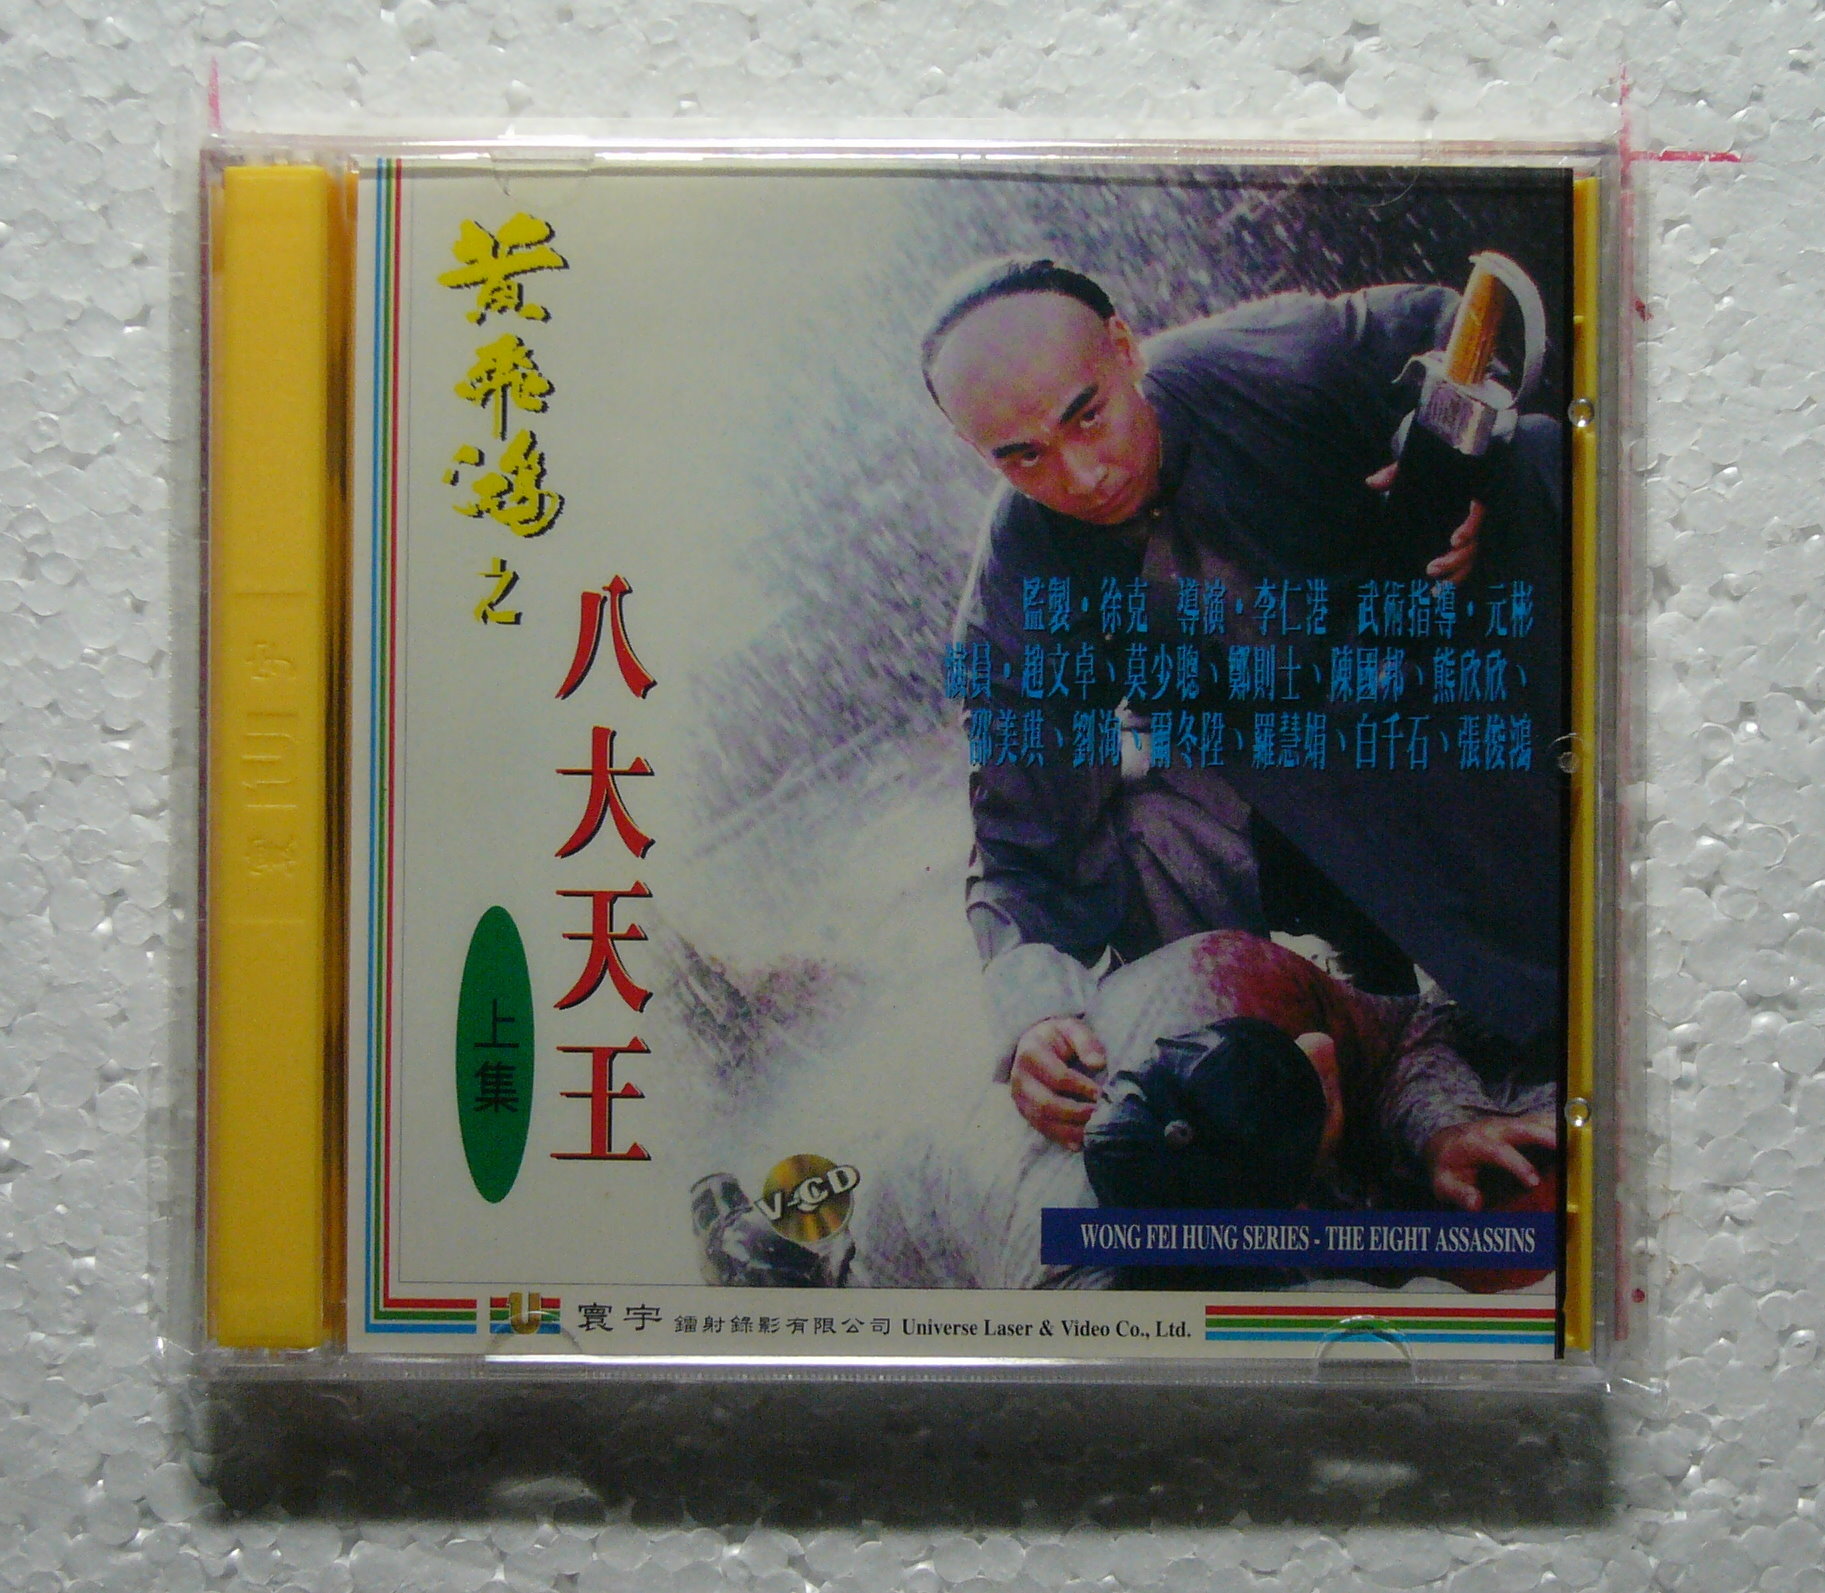 黃飛鴻之
八大天王
上集
監製・徐克 導演・李仁港 武術指導・元彬
演員・趙文卓、莫少聰、鄭則士、陳國邦、熊欣欣、
邵美琪、劉洵、爾冬陞、羅慧娟、白千石、張俊鴻
V-CD
WONG FEI HUNG SERIES - THE EIGHT ASSASSINS
U 寰宇 鐳射錄影有限公司 Universe Laser & Video Co., Ltd.